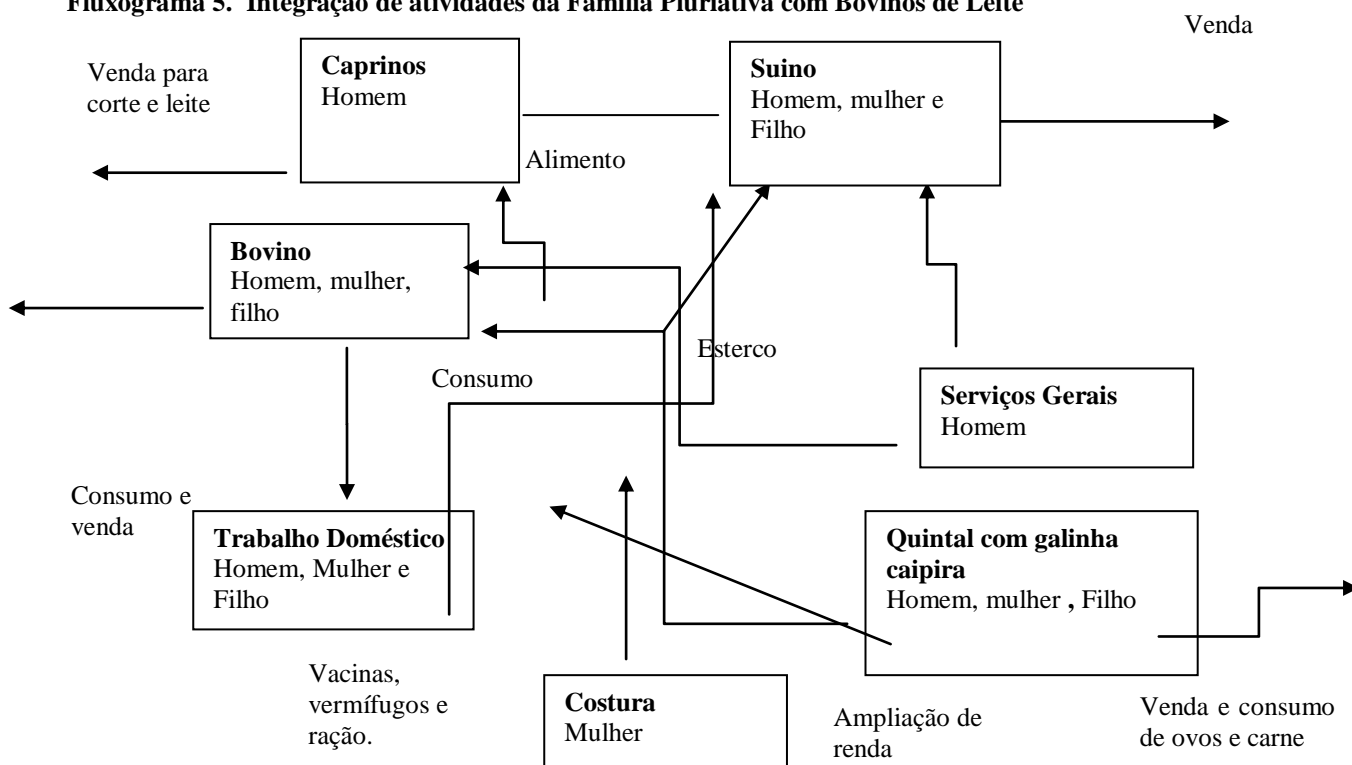 Fluxograma 5. Integração de atividades da Família Pluriativa com Bovinos de Leite
Venda
Venda para
corte e leite
Caprinos
Homem
Suino
Homem, mulher e
Filho
Alimento
Bovino
Homem, mulher,
filho
Esterco
Consumo
Serviços Gerais
Homem
Consumo e
venda
Trabalho Doméstico
Homem, Mulher e
Filho
Quintal com galinha
caipira
Homem, mulher , Filho
Vacinas,
vermífugos e
ração.
Costura
Mulher
Ampliação de
renda
Venda e consumo
de ovos e carne